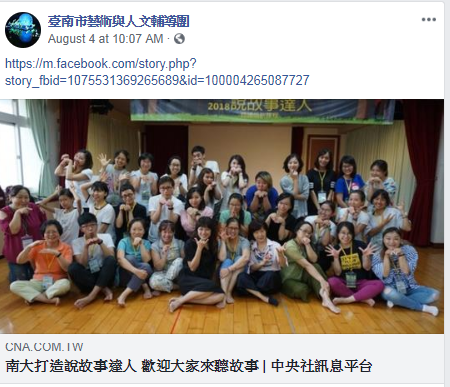 臺南市藝術與人文輔導團
August 4 at 10:07 AM ·
https://m.facebook.com/story.php?
story_fbid=1075531369265689&id=100004265087727
2018說故事達人
CNA.COM.TW
南大打造說故事達人 歡迎大家來聽故事 | 中央社訊息平台